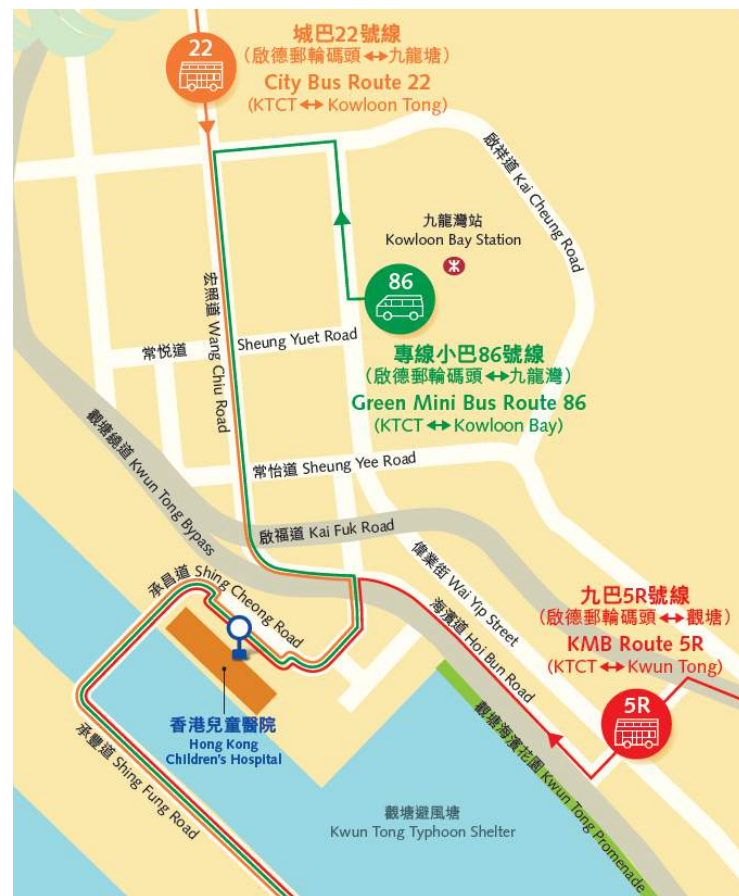 22
城巴22號線
(啟德郵輪碼頭↔九龍塘)
City Bus Route 22
(KTCT↔Kowloon Tong)
啟祥道 Kai Cheung Road
九龍灣站
Kowloon Bay Station
86
專線小巴86號線
(啟德郵輪碼頭↔九龍灣)
Green Mini Bus Route 86
(KTCT↔Kowloon Bay)
宏照道 Wang Chiu Road
常悦道 Sheung Yuet Road
常怡道 Sheung Yee Road
觀塘繞道 Kwun Tong Bypass
啟福道 Kai Fuk Road
偉業街 Wai Yip Street
承昌道 Shing Cheong Road
海濱道 Hoi Bun Road
九巴5R號線
(啟德郵輪碼頭↔觀塘)
KMB Route 5R
(KTCT↔Kwun Tong)
5R
香港兒童醫院
Hong Kong
Children's Hospital
承豐道 Shing Fung Road
觀塘海濱花園 Kwun Tong Promenade
觀塘避風塘
Kwun Tong Typhoon Shelter